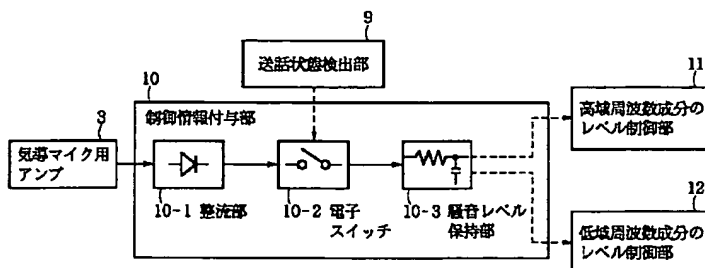 9
送話状態検出部
10
制御情報付与部
3
気導マイク用
アンプ
10-1 整流部
10-2 電子
スイッチ
10-3 騒音レベル
保持部
11
高域周波数成分の
レベル制御部
12
低域周波数成分の
レベル制御部